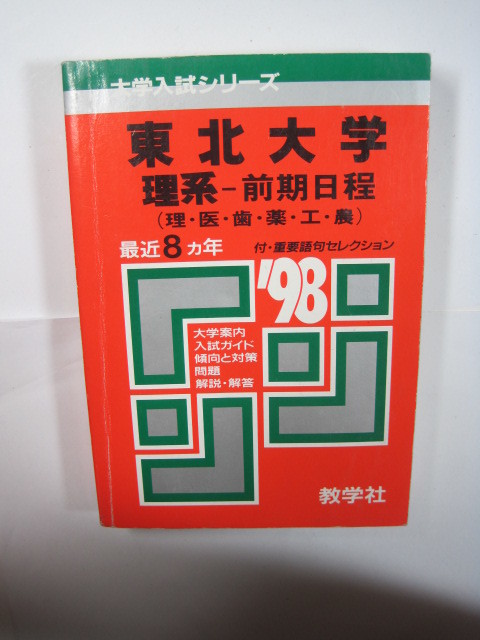 大学入試シリーズ
東北大学
理系-前期日程
(理・医・歯・薬・工・農)
最近8ヵ年
付・重要語句セレクション
'98
大学案内
入試ガイド
傾向と対策
問題
解説・解答
教学社